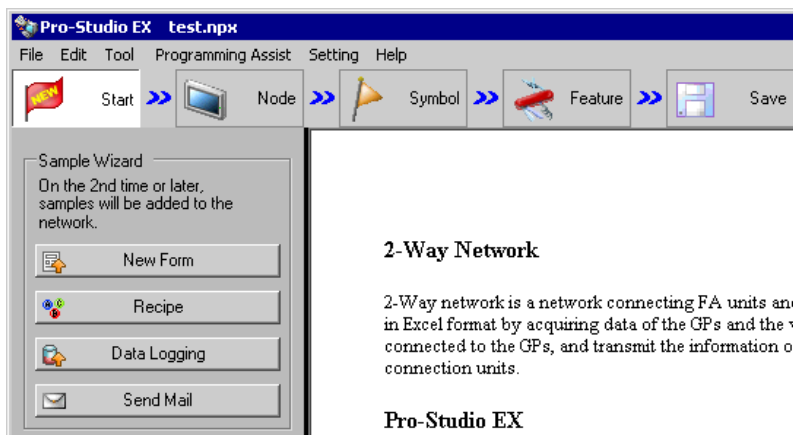 Pro-Studio EX test.npx
File Edit Tool Programming Assist Setting Help
NEW Start Node Symbol Feature Save
Sample Wizard
On the 2nd time or later,
samples will be added to the
network.
New Form
Recipe
Data Logging
Send Mail
2-Way Network
2-Way network is a network connecting FA units and
in Excel format by acquiring data of the GPs and the
connected to the GPs, and transmit the information o
connection units.
Pro-Studio EX